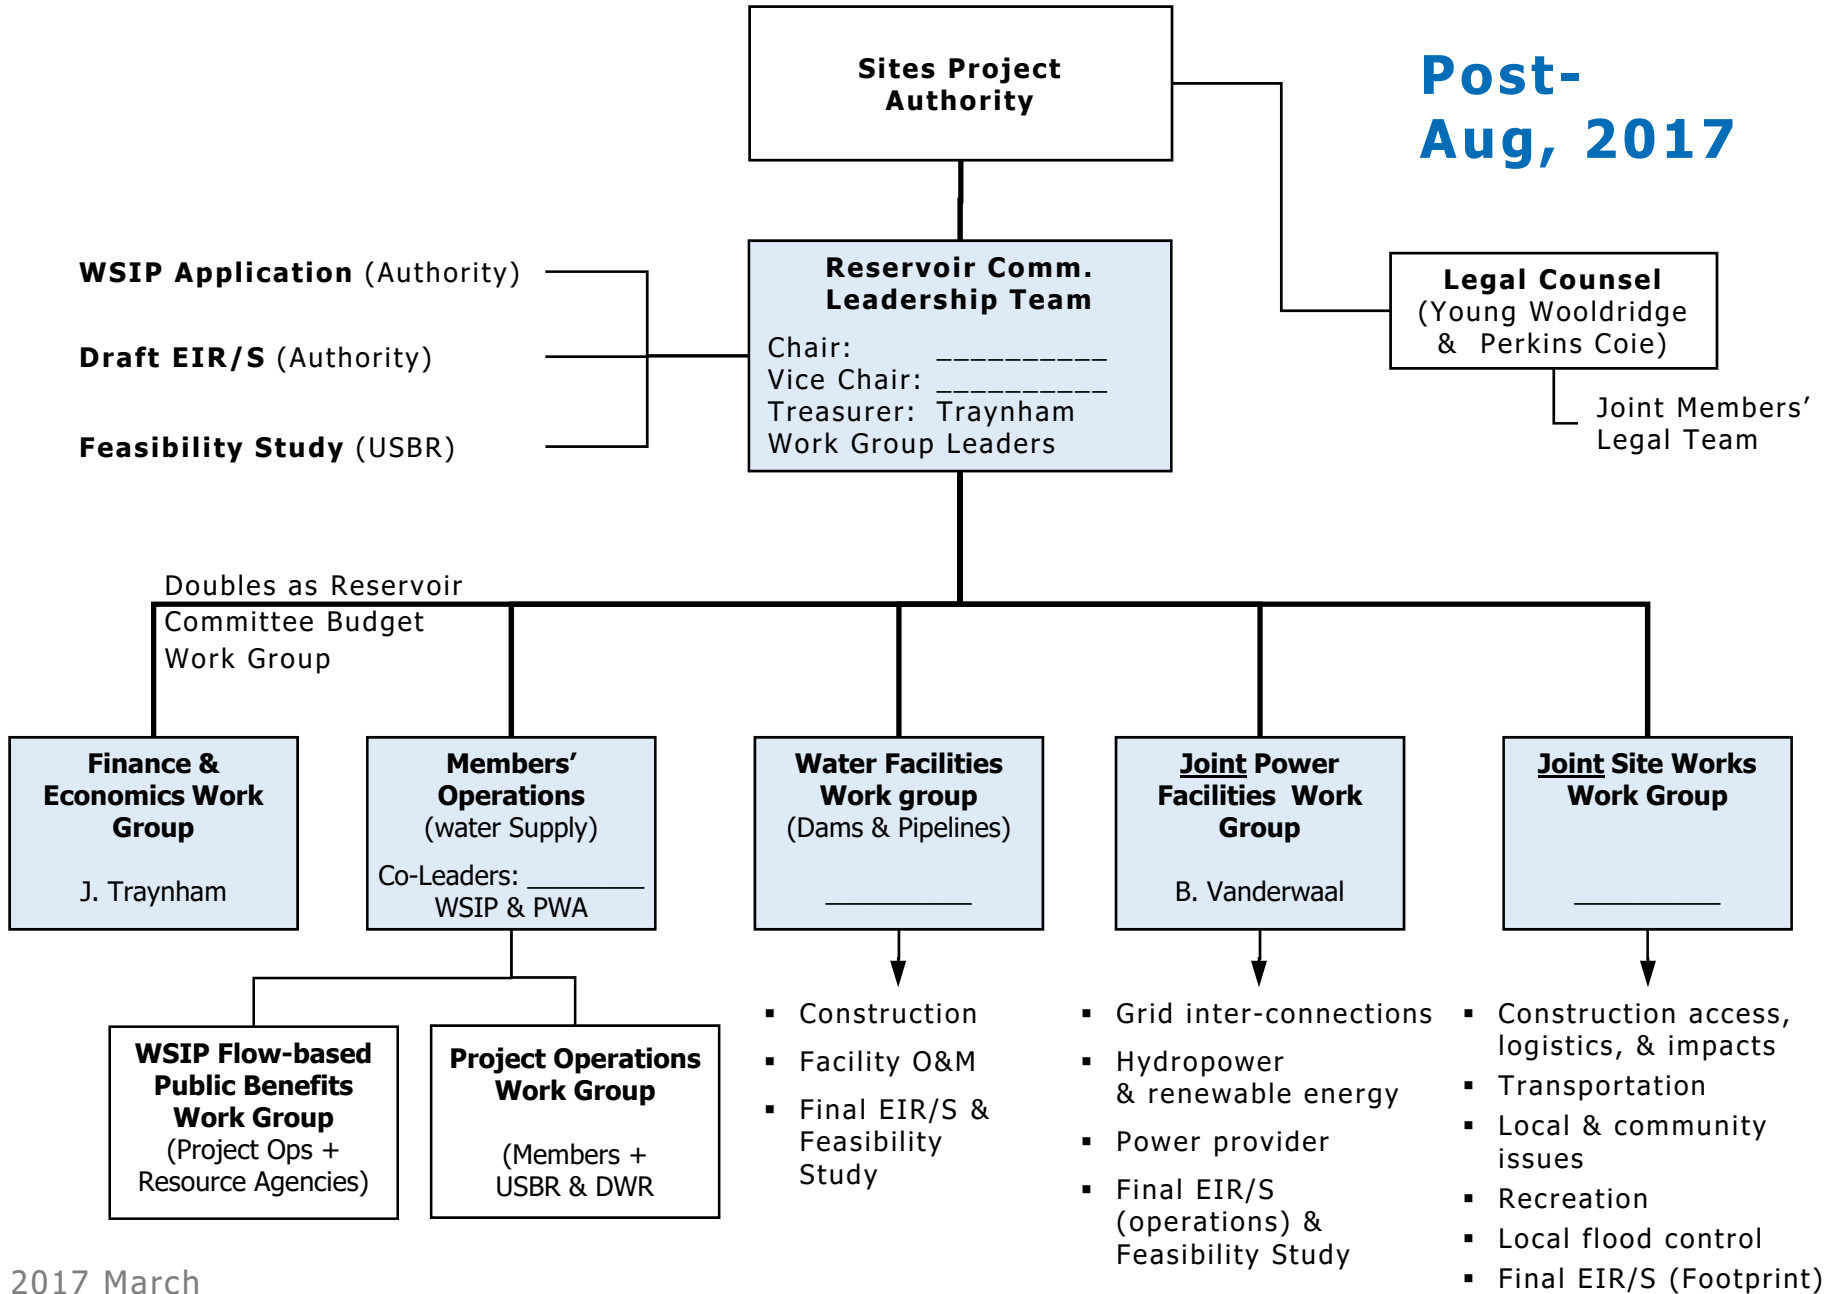 Sites Project
Authority
Post-
Aug, 2017
WSIP Application (Authority)
Draft EIR/S (Authority)
Feasibility Study (USBR)
Reservoir Comm.
Leadership Team
Chair: __________
Vice Chair: __________
Treasurer: Traynham
Work Group Leaders
Legal Counsel
(Young Wooldridge
& Perkins Coie)
Joint Members’
Legal Team
Doubles as Reservoir
Committee Budget
Work Group
Finance &
Economics Work
Group
J. Traynham
Members’
Operations
(water Supply)
Co-Leaders: ________
WSIP & PWA
Water Facilities
Work group
(Dams & Pipelines)
__________
Joint Power
Facilities Work
Group
B. Vanderwaal
Joint Site Works
Work Group
__________
WSIP Flow-based
Public Benefits
Work Group
(Project Ops +
Resource Agencies)
Project Operations
Work Group
(Members +
USBR & DWR
▪ Construction
▪ Facility O&M
▪ Final EIR/S &
Feasibility
Study
▪ Grid inter-connections
▪ Hydropower
& renewable energy
▪ Power provider
▪ Final EIR/S
(operations) &
Feasibility Study
▪ Construction access,
logistics, & impacts
▪ Transportation
▪ Local & community
issues
▪ Recreation
▪ Local flood control
▪ Final EIR/S (Footprint)
2017 March